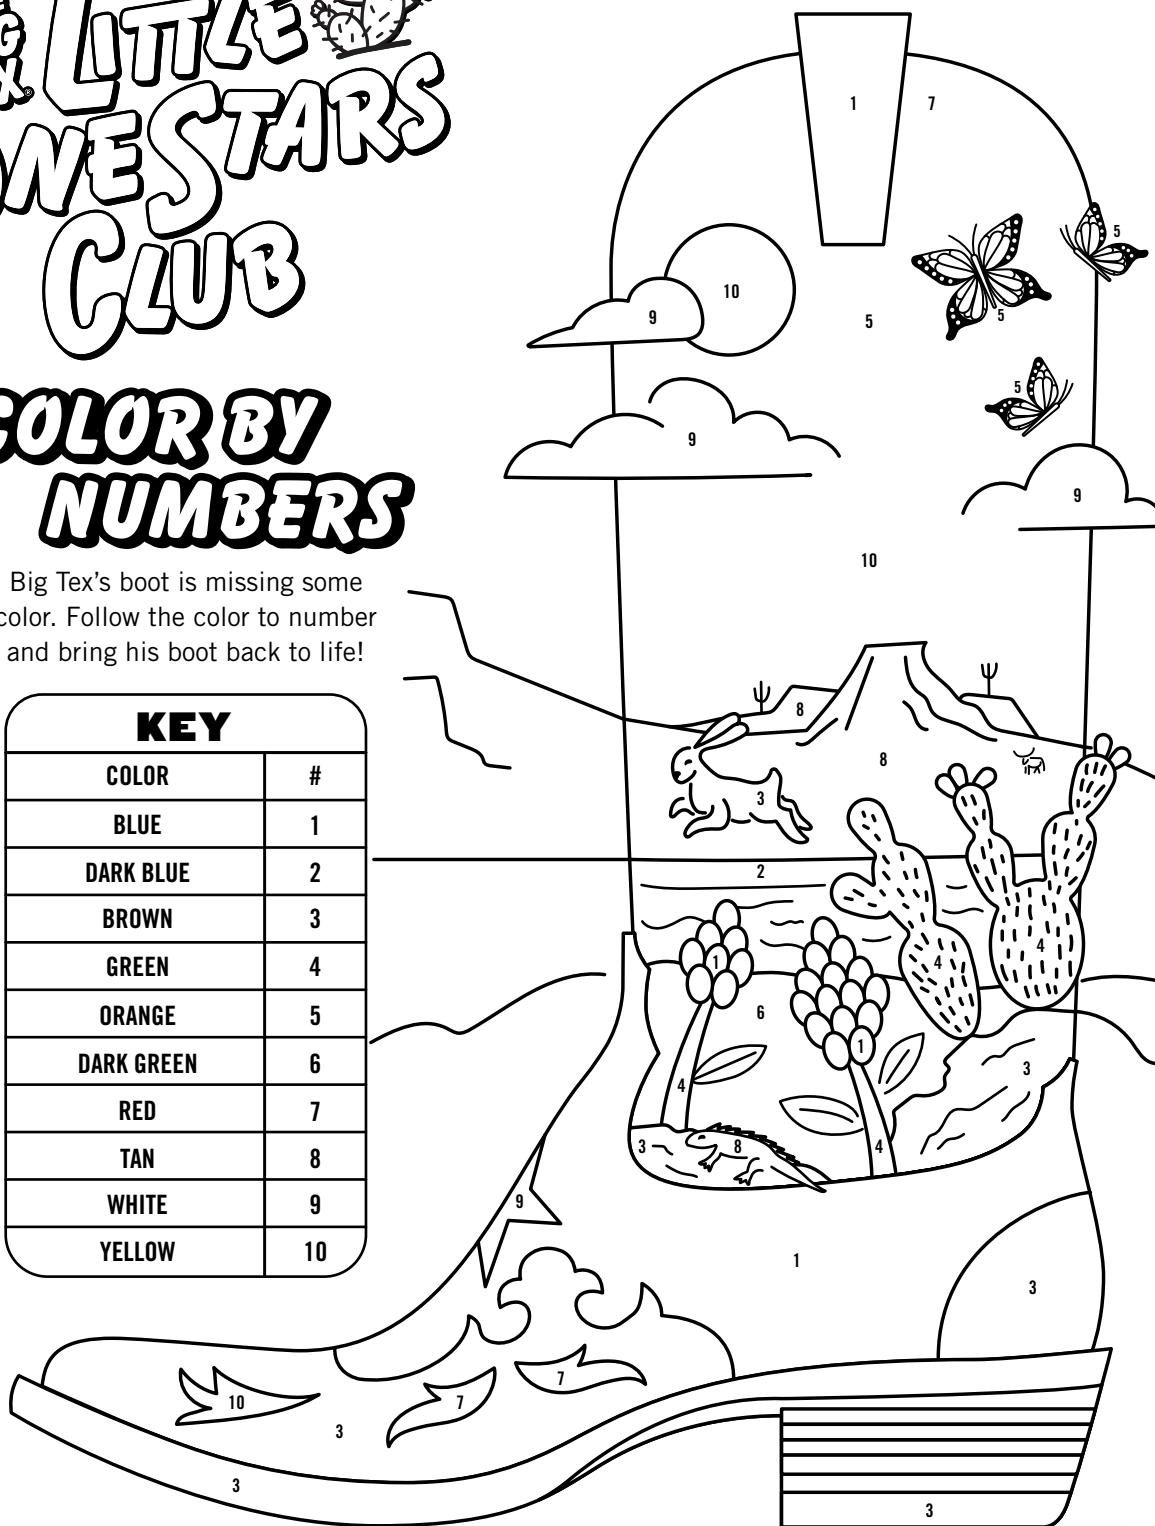 LITTLE
NE STARS
CLUB
COLOR BY
NUMBERS
Big Tex's boot is missing some
color. Follow the color to number
and bring his boot back to life!
KEY
COLOR #
BLUE 1
DARK BLUE 2
BROWN 3
GREEN 4
ORANGE 5
DARK GREEN 6
RED 7
TAN 8
WHITE 9
YELLOW 10
1 7
5
10
9
5
5
5
9
9
10
8
8
3
2
4
4
1
6
1
3
4
3
8
4
9
1
3
10
7
7
3
3
3